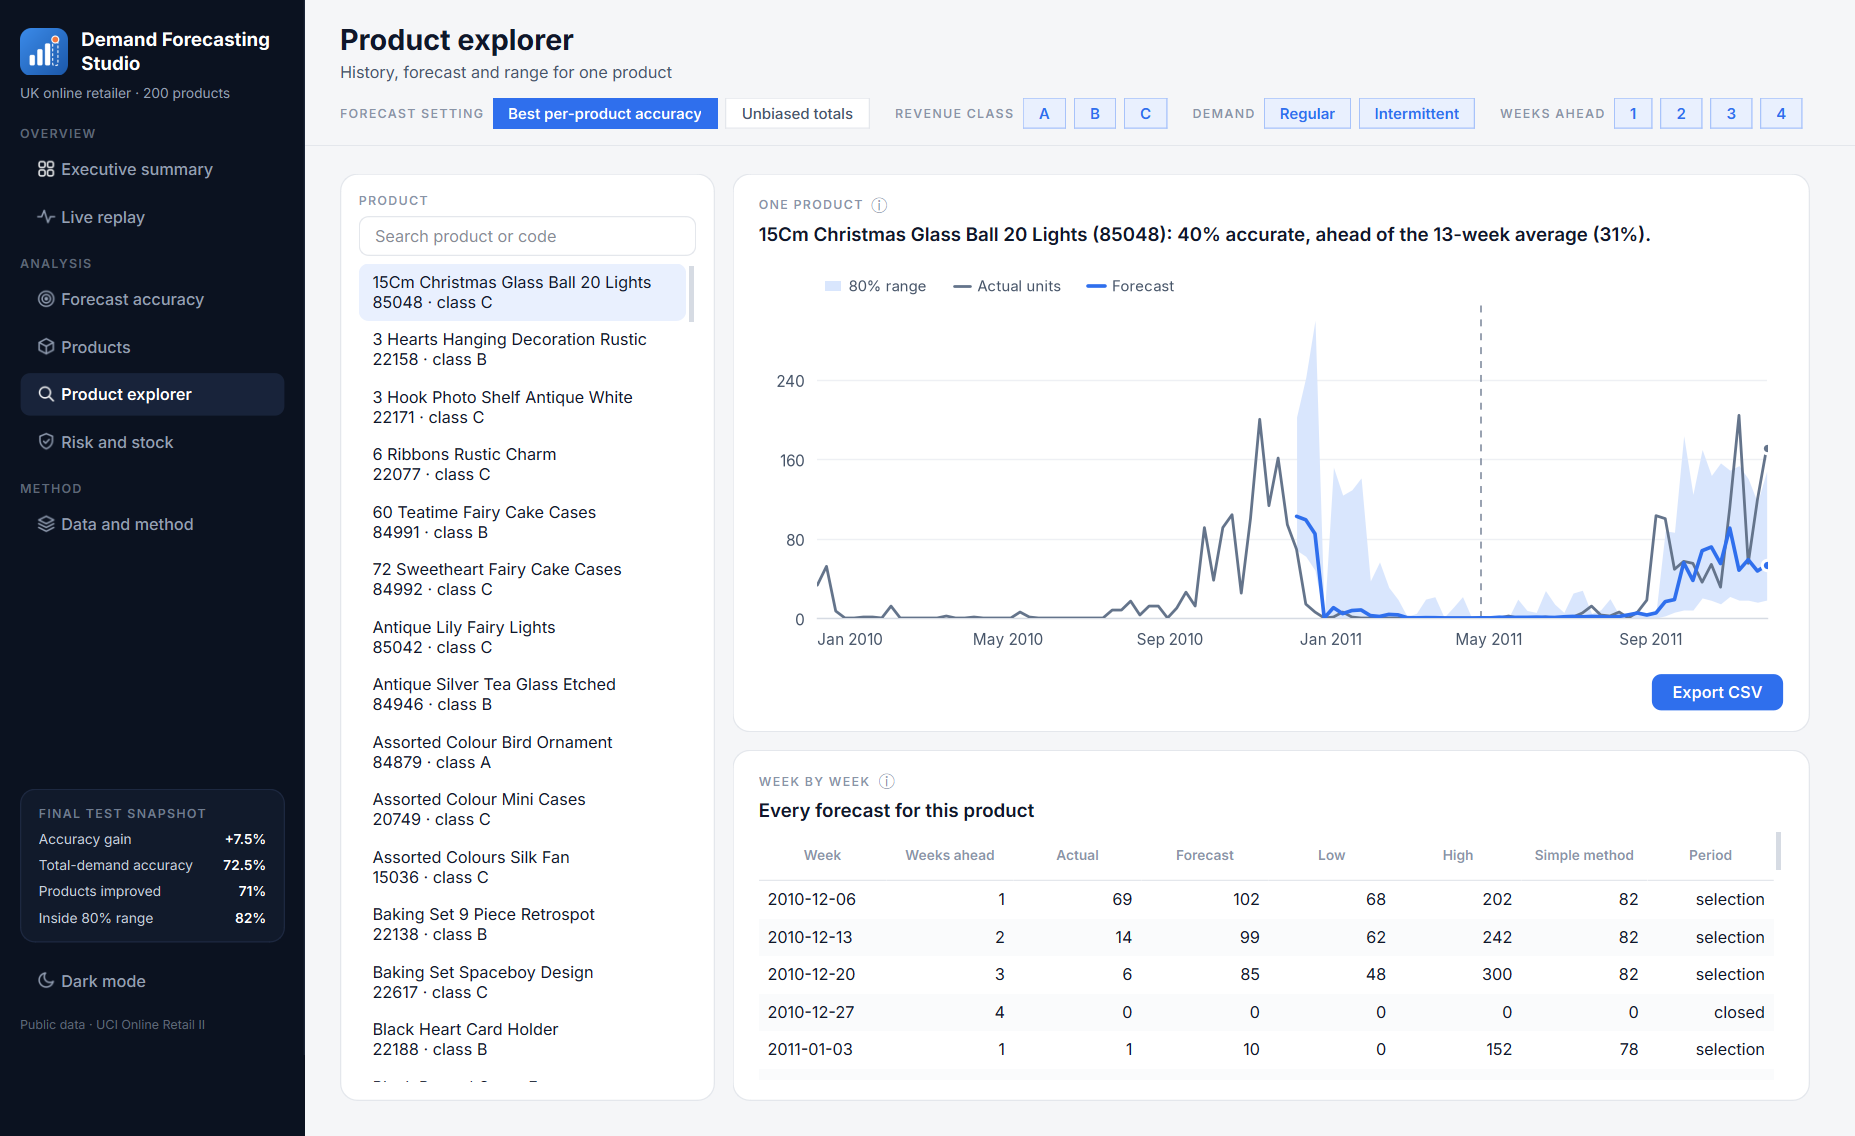 Demand Forecasting
Studio
UK online retailer · 200 products
OVERVIEW
Executive summary
Live replay
ANALYSIS
Forecast accuracy
Products
Product explorer
Risk and stock
METHOD
Data and method
FINAL TEST SNAPSHOT
Accuracy gain +7.5%
Total-demand accuracy 72.5%
Products improved 71%
Inside 80% range 82%
Dark mode
Public data · UCI Online Retail II
Product explorer
History, forecast and range for one product
FORECAST SETTING Best per-product accuracy Unbiased totals REVENUE CLASS A B C DEMAND Regular Intermittent WEEKS AHEAD 1 2 3 4
PRODUCT
Search product or code
15Cm Christmas Glass Ball 20 Lights
85048 · class C
3 Hearts Hanging Decoration Rustic
22158 · class B
3 Hook Photo Shelf Antique White
22171 · class C
6 Ribbons Rustic Charm
22077 · class C
60 Teatime Fairy Cake Cases
84991 · class B
72 Sweetheart Fairy Cake Cases
84992 · class C
Antique Lily Fairy Lights
85042 · class C
Antique Silver Tea Glass Etched
84946 · class B
Assorted Colour Bird Ornament
84879 · class A
Assorted Colour Mini Cases
20749 · class C
Assorted Colours Silk Fan
15036 · class C
Baking Set 9 Piece Retrospot
22138 · class B
Baking Set Spaceboy Design
22617 · class C
Black Heart Card Holder
22188 · class B
ONE PRODUCT
15Cm Christmas Glass Ball 20 Lights (85048): 40% accurate, ahead of the 13-week average (31%).
80% range Actual units Forecast
240
160
80
0
Jan 2010 May 2010 Sep 2010 Jan 2011 May 2011 Sep 2011
Export CSV
WEEK BY WEEK
Every forecast for this product
Week Weeks ahead Actual Forecast Low High Simple method Period
2010-12-06 1 69 102 68 202 82 selection
2010-12-13 2 14 99 62 242 82 selection
2010-12-20 3 6 85 48 300 82 selection
2010-12-27 4 0 0 0 0 0 closed
2011-01-03 1 1 10 0 152 78 selection